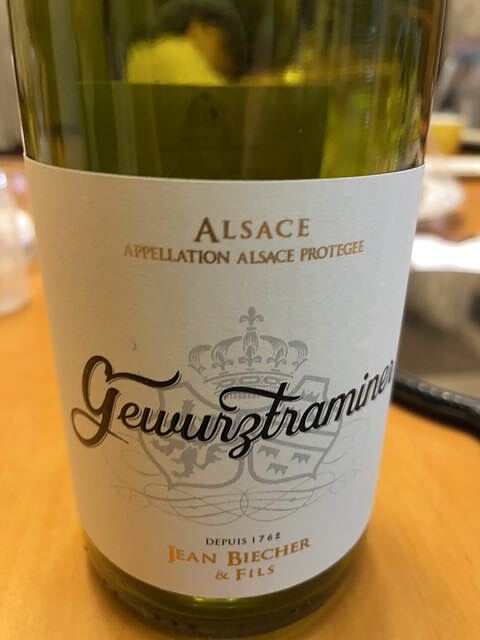 ALSACE
APPELLATION ALSACE PROTEGEE
Gewurztraminer
DEPUIS 1762
JEAN BIECHER
& FILS